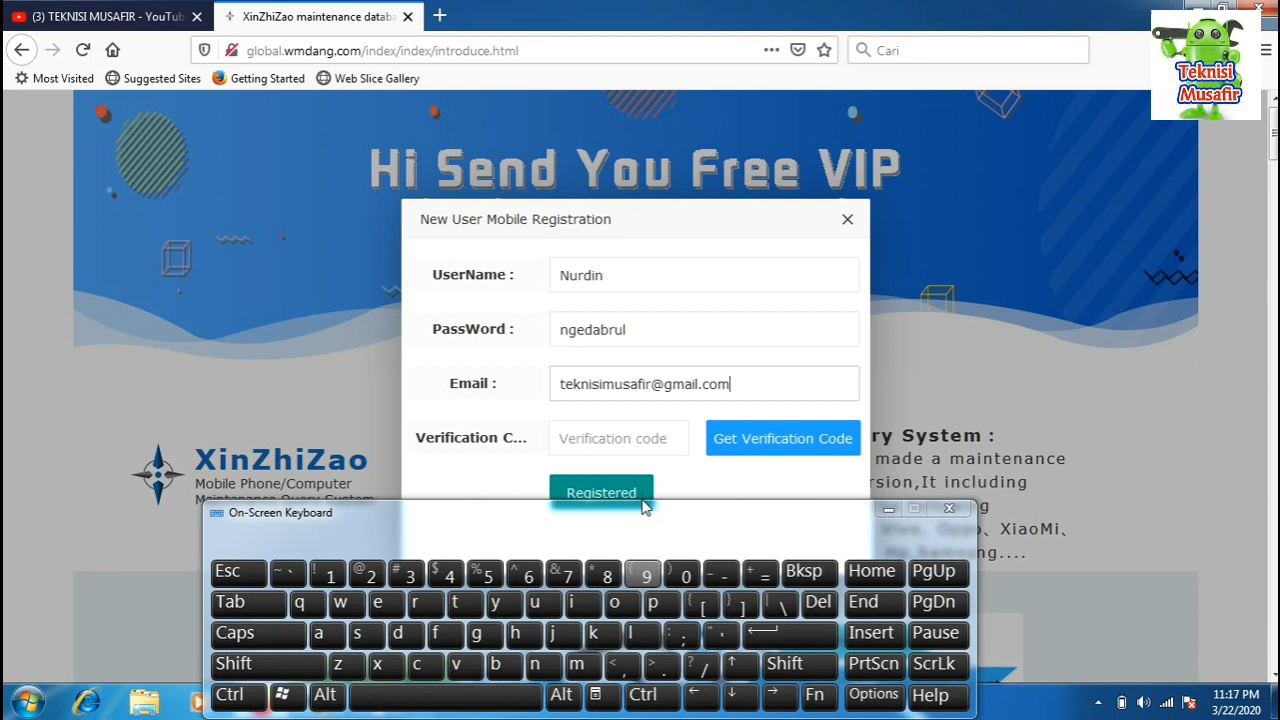 (3) TEKNISI MUSAFIR - YouTub
XinZhiZao maintenance databa
global.wmdang.com/index/index/introduce.html
Cari
Most Visited
Suggested Sites
Getting Started
Web Slice Gallery
Teknisi
Musafir
Hi Send You Free VIP
New User Mobile Registration
UserName :
Nurdin
PassWord :
ngedabrul
Email :
teknisimusafir@gmail.com
Verification C...
Verification code
Get Verification Code
Registered
XinZhiZao
Mobile Phone/Computer
Maintenance Query System
ry System :
made a maintenance
rsion,It including
g
Oppo、XiaoMi、
On-Screen Keyboard
Esc ~ ` ! 1 @ 2 # 3 $ 4 % 5 ^ 6 & 7 * 8 ( 9 ) 0 _ - + = Bksp Home PgUp
Tab q w e r t y u i o p { [ } ] | \ Del End PgDn
Caps a s d f g h j k l : ; " ' Insert Pause
Shift z x c v b n m < , > . ? / ↑ Shift PrtScn ScrLk
Ctrl Alt Alt Ctrl ← ↓ → Fn Options Help
11:17 PM
3/22/2020